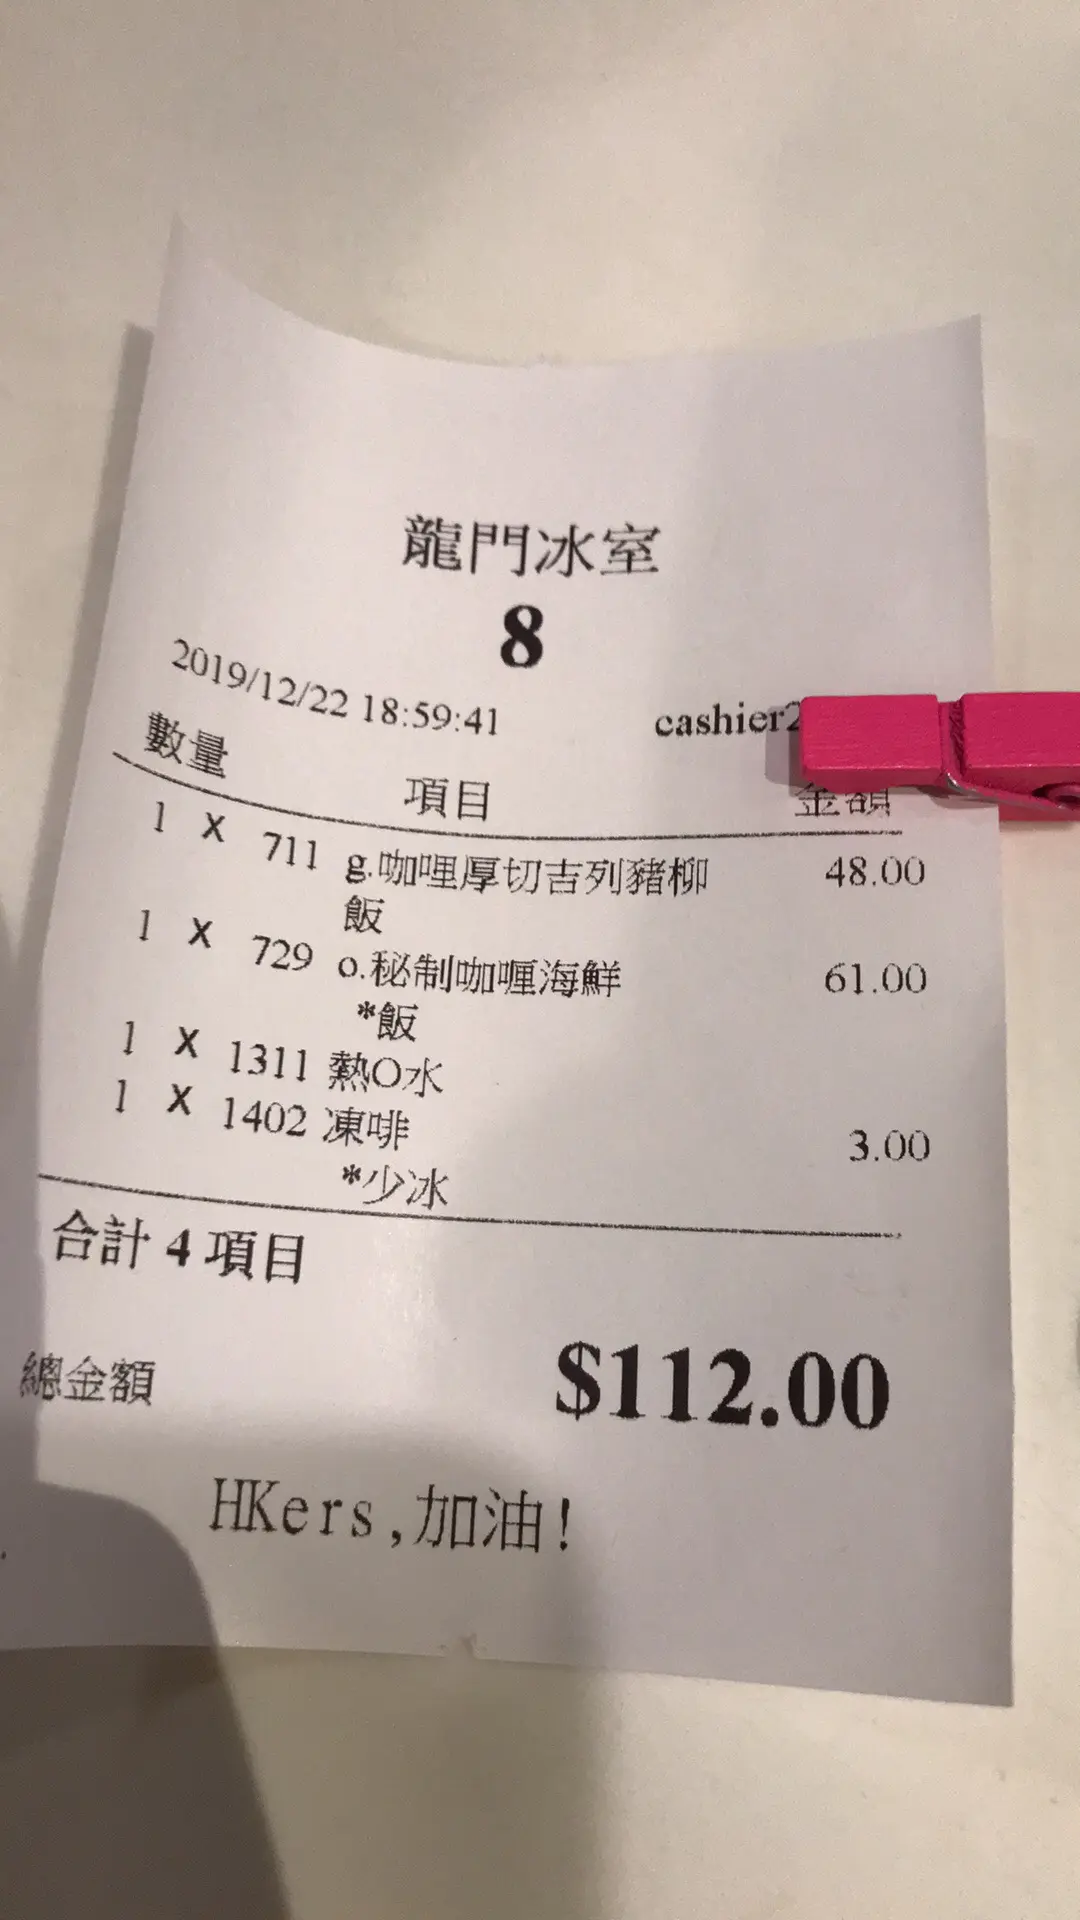 龍門冰室
8
2019/12/22 18:59:41 cashier2
數量 項目 金額
1 X 711 g.咖哩厚切吉列豬柳 48.00
飯
1 X 729 o.秘制咖喱海鮮 61.00
*飯
1 X 1311 熱O水
1 X 1402 凍啡 3.00
*少冰
合計 4 項目
總金額 $112.00
HKers,加油!